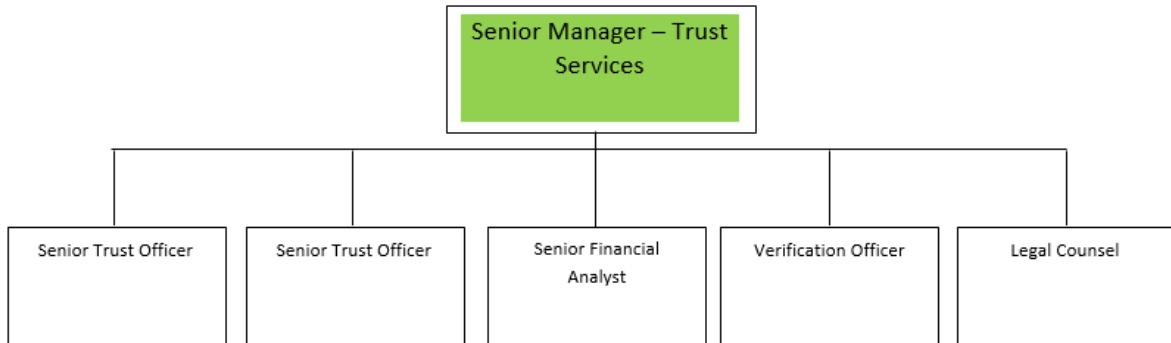 Senior Manager – Trust
Services
Senior Trust Officer
Senior Trust Officer
Senior Financial
Analyst
Verification Officer
Legal Counsel